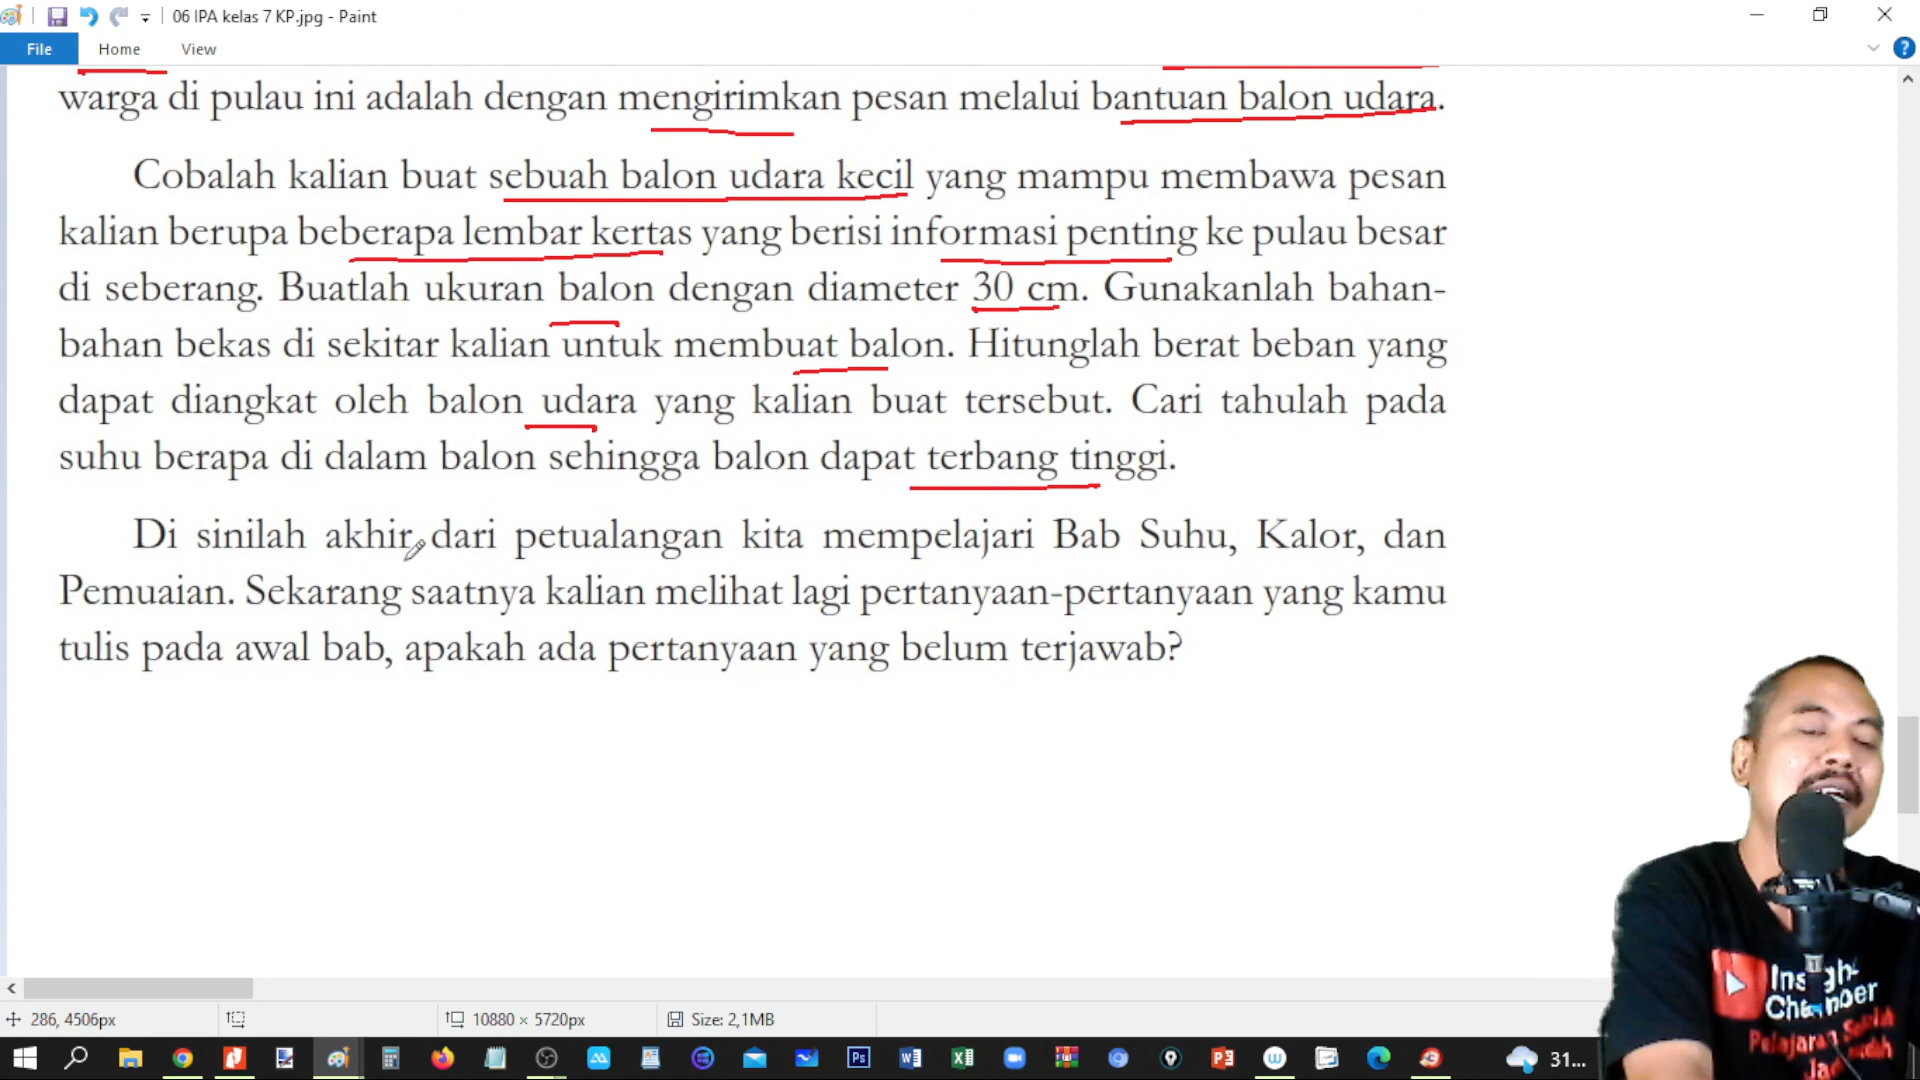 06 IPA kelas 7 KP.jpg - Paint
File Home View
warga di pulau ini adalah dengan mengirimkan pesan melalui bantuan balon udara.
Cobalah kalian buat sebuah balon udara kecil yang mampu membawa pesan
kalian berupa beberapa lembar kertas yang berisi informasi penting ke pulau besar
di seberang. Buatlah ukuran balon dengan diameter 30 cm. Gunakanlah bahan-
bahan bekas di sekitar kalian untuk membuat balon. Hitunglah berat beban yang
dapat diangkat oleh balon udara yang kalian buat tersebut. Cari tahulah pada
suhu berapa di dalam balon sehingga balon dapat terbang tinggi.
Di sinilah akhir dari petualangan kita mempelajari Bab Suhu, Kalor, dan
Pemuaian. Sekarang saatnya kalian melihat lagi pertanyaan-pertanyaan yang kamu
tulis pada awal bab, apakah ada pertanyaan yang belum terjawab?
Insight
Chamber
Pelajaran
286, 4506px
10880 × 5720px
Size: 2,1MB
Ps
31...